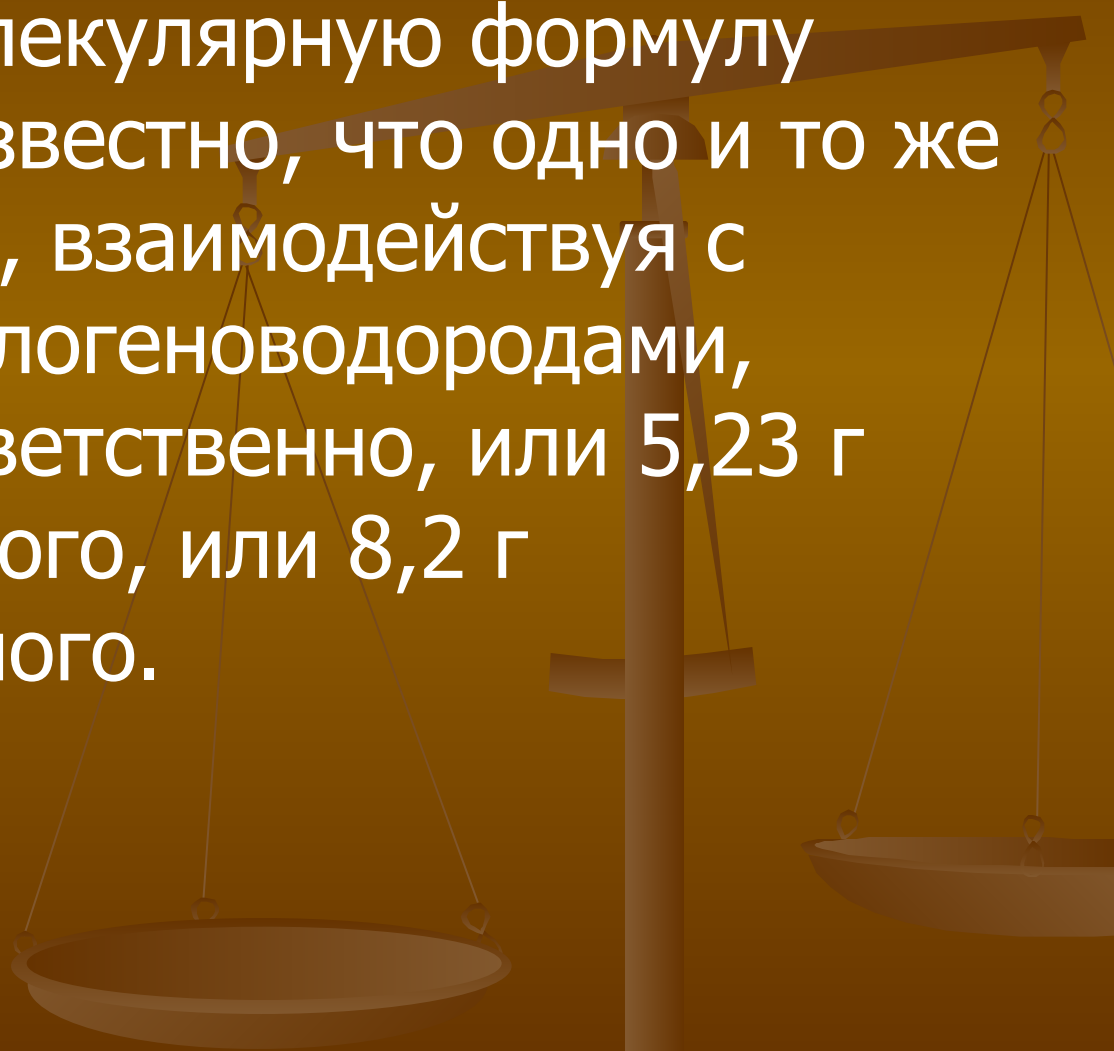 лекулярную формулу
звестно, что одно и то же
, взаимодействуя с
логеноводородами,
ветственно, или 5,23 г
ого, или 8,2 г
ного.